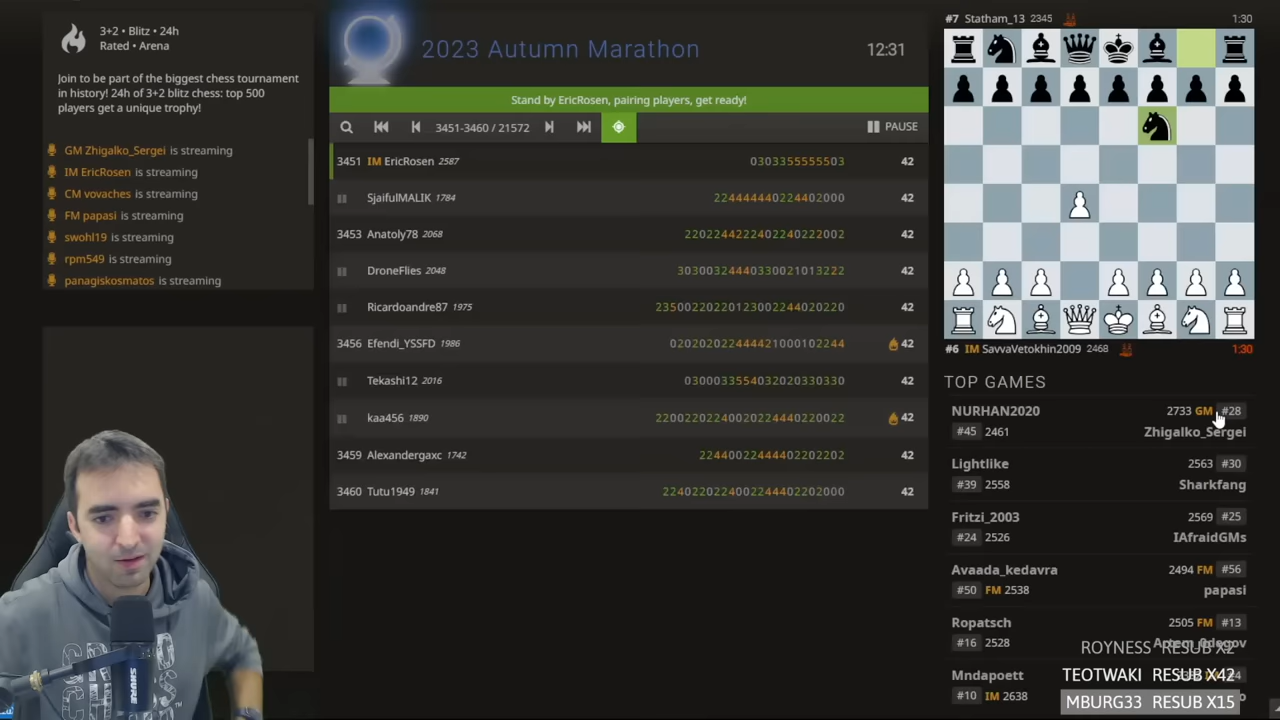 3+2 • Blitz • 24h
Rated • Arena
Join to be part of the biggest chess tournament
in history! 24h of 3+2 blitz chess: top 500
players get a unique trophy!
GM Zhigalko_Sergei is streaming
IM EricRosen is streaming
CM vovaches is streaming
FM papasi is streaming
swohl19 is streaming
rpm549 is streaming
panagiskosmatos is streaming
2023 Autumn Marathon 12:31
Stand by EricRosen, pairing players, get ready!
3451-3460 / 21572 PAUSE
3451 IM EricRosen 2587 0303355555503 42
SjaifulMALIK 1784 22444444022402000 42
3453 Anatoly78 2068 2202244222402240222002 42
DroneFlies 2048 30300324440330021013222 42
Ricardoandre87 1975 23500220220123002244020220 42
3456 Efendi_YSSFD 1986 0202020222444421000102244 42
Tekashi12 2016 0300033554032020330330 42
kaa456 1890 22002202240022024440220022 42
3459 Alexandergaxc 1742 22440022444402202202 42
3460 Tutu1949 1841 2240220224002244402202000 42
#7 Statham_13 2345 1:30
#6 IM SavvaVetokhin2009 2468 1:30
TOP GAMES
NURHAN2020 2733 GM #28
#45 2461 Zhigalko_Sergei
Lightlike 2563 #30
#39 2558 Sharkfang
Fritzi_2003 2569 #25
#24 2526 IAfraidGMs
Avaada_kedavra 2494 FM #56
#50 FM 2538 papasi
Ropatsch 2505 FM #13
#16 2528
ROYNESS RESUB X2
Mndapoett
TEOTWAKI RESUB X42
#10 IM 2638
MBURG33 RESUB X15
SHURE